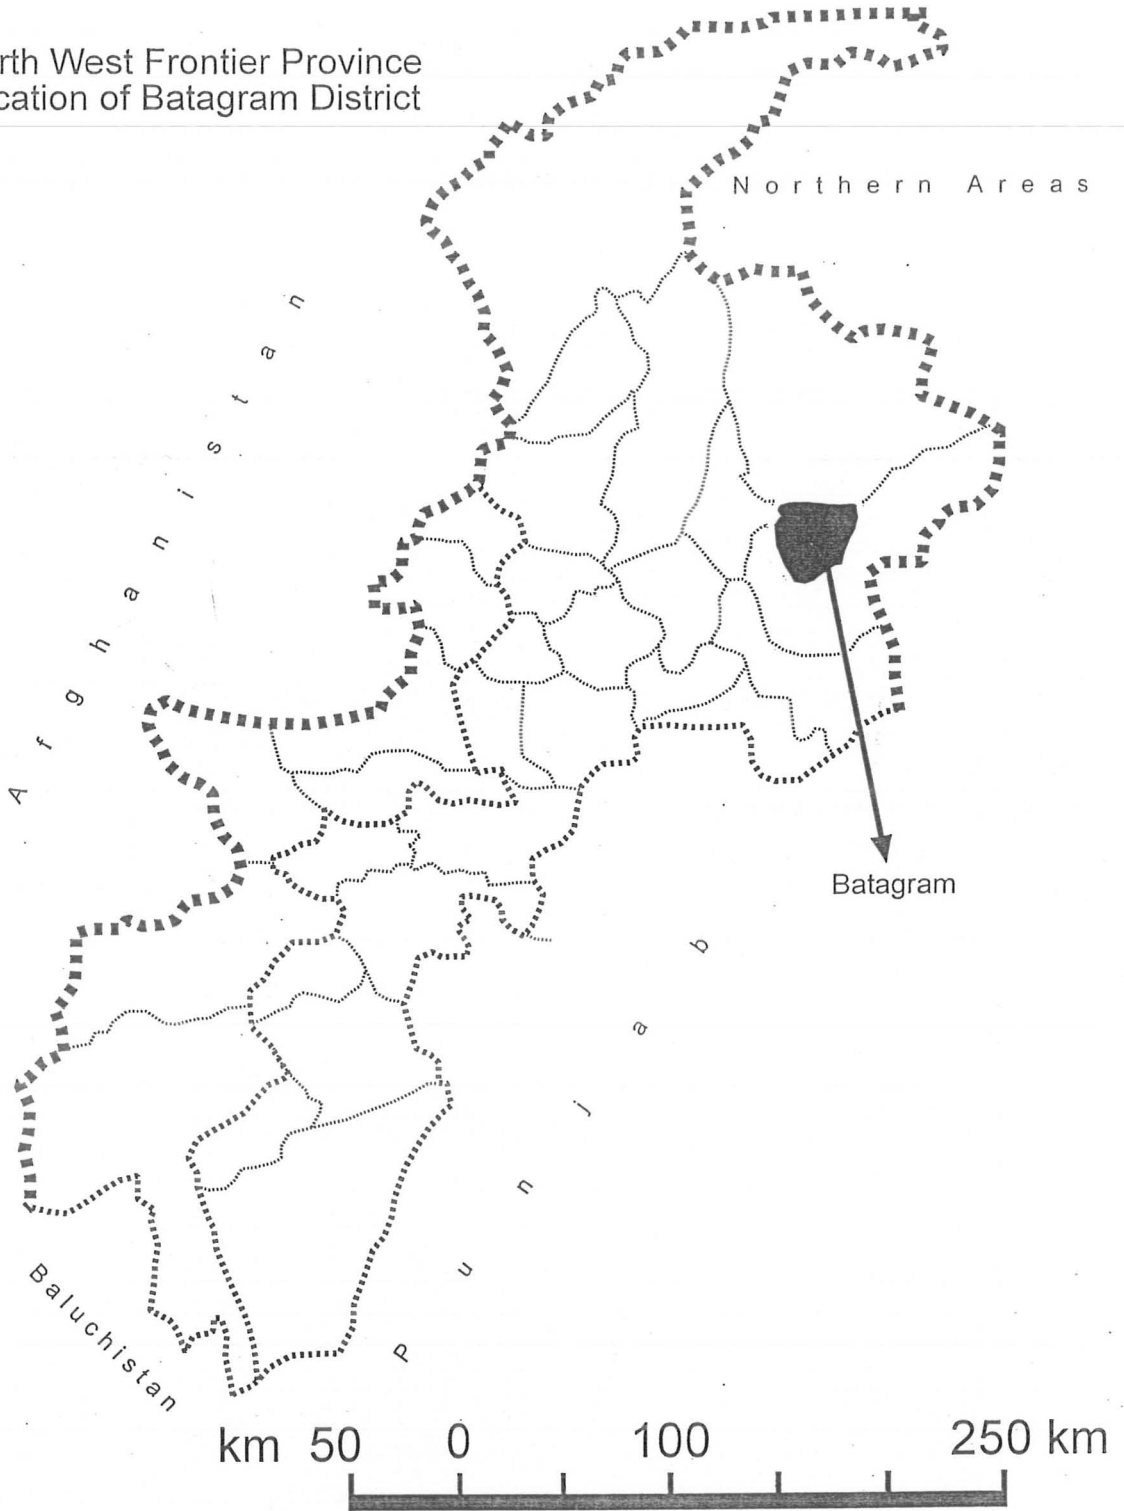 rth West Frontier Province
cation of Batagram District
Northern Areas
Afghanistan
Batagram
Punjab
Baluchistan
km 50 0 100 250 km